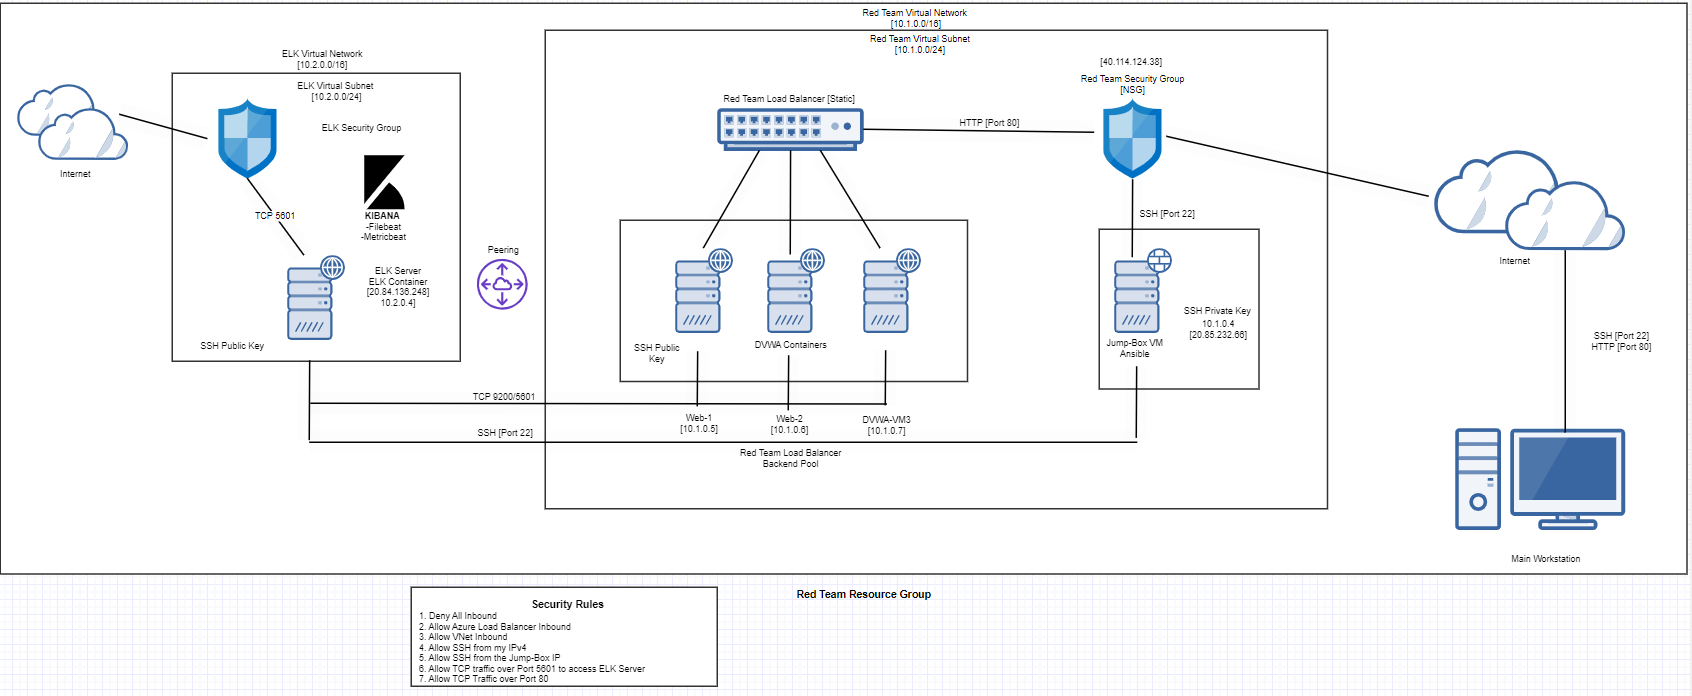 Red Team Virtual Network
[10.1.0.0/16]
Red Team Virtual Subnet
[10.1.0.0/24]
ELK Virtual Network
[10.2.0.0/16]
ELK Virtual Subnet
[10.2.0.0/24]
ELK Security Group
Internet
TCP 5601
KIBANA
-Filebeat
-Metricbeat
ELK Server
ELK Container
[20.84.136.248]
10.2.0.4]
SSH Public Key
Peering
Red Team Load Balancer [Static]
HTTP [Port 80]
[40.114.124.38]
Red Team Security Group
[NSG]
SSH [Port 22]
SSH Public
Key
DVWA Containers
Jump-Box VM
Ansible
SSH Private Key
10.1.0.4
[20.85.232.66]
Internet
SSH [Port 22]
HTTP [Port 80]
TCP 9200/5601
SSH [Port 22]
Web-1
[10.1.0.5]
Web-2
[10.1.0.6]
DVWA-VM3
[10.1.0.7]
Red Team Load Balancer
Backend Pool
Main Workstation
Red Team Resource Group
Security Rules
1. Deny All Inbound
2. Allow Azure Load Balancer Inbound
3. Allow VNet Inbound
4. Allow SSH from my IPv4
5. Allow SSH from the Jump-Box IP
6. Allow TCP traffic over Port 5601 to access ELK Server
7. Allow TCP Traffic over Port 80